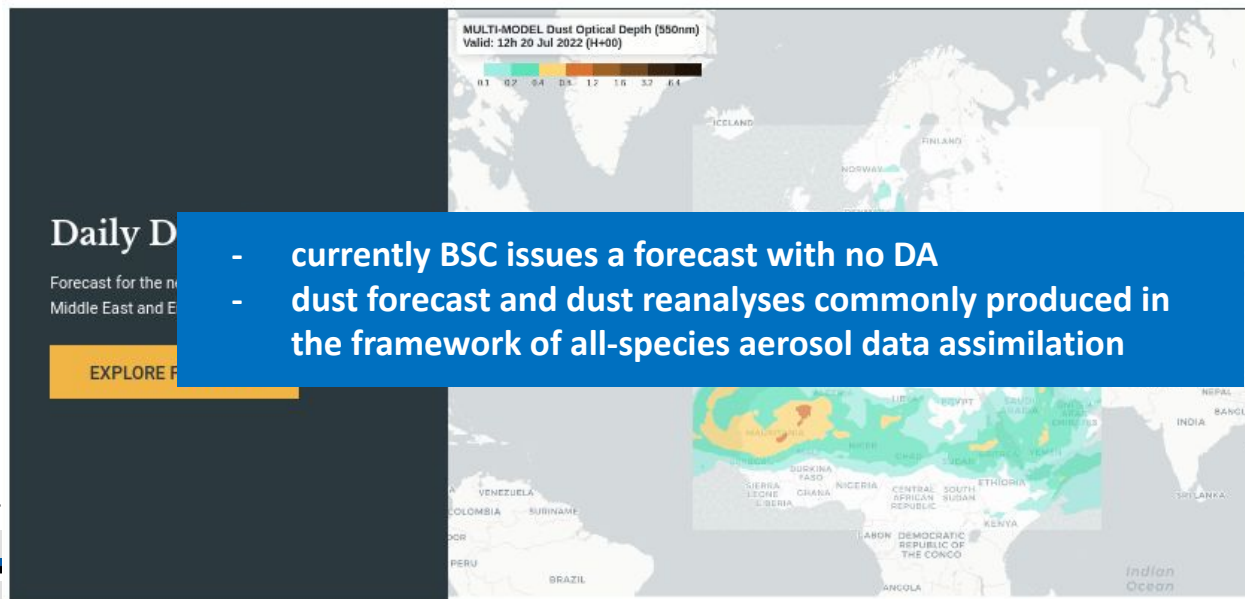 MULTI-MODEL Dust Optical Depth (550nm)
Valid: 12h 20 Jul 2022 (H+00)
0.1 0.2 0.4 0.8 1.2 1.6 3.2 6.4
ICELAND
FINLAND
NORWAY
Daily D
Forecast for the n
Middle East and E
EXPLORE F
- currently BSC issues a forecast with no DA
- dust forecast and dust reanalyses commonly produced in
the framework of all-species aerosol data assimilation
NEPAL
EGYPT
SAUDI
ARABIA
EMIRATES
BANGL
INDIA
MAURITANIA
NIGER
CHAD
SUDAN
YEMEN
BURKINA
FASO
SIERRA
LEONE
GHANA
NIGERIA
CENTRAL
AFRICAN
REPUBLIC
SOUTH
SUDAN
ETHIOPIA
LIBERIA
SRI LANKA
VENEZUELA
COLOMBIA
SURINAME
KENYA
DEMOCRATIC
REPUBLIC OF
THE CONGO
PERU
BRAZIL
ANGOLA
Indian
Ocean